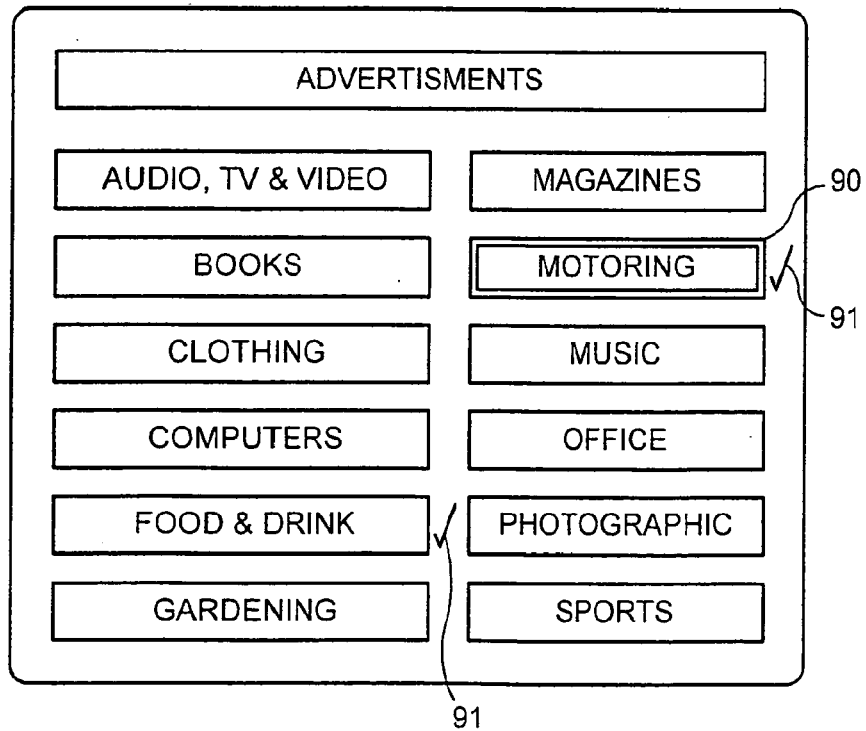 ADVERTISMENTS
AUDIO, TV & VIDEO
MAGAZINES
90
BOOKS
MOTORING
91
CLOTHING
MUSIC
COMPUTERS
OFFICE
FOOD & DRINK
PHOTOGRAPHIC
GARDENING
SPORTS
91